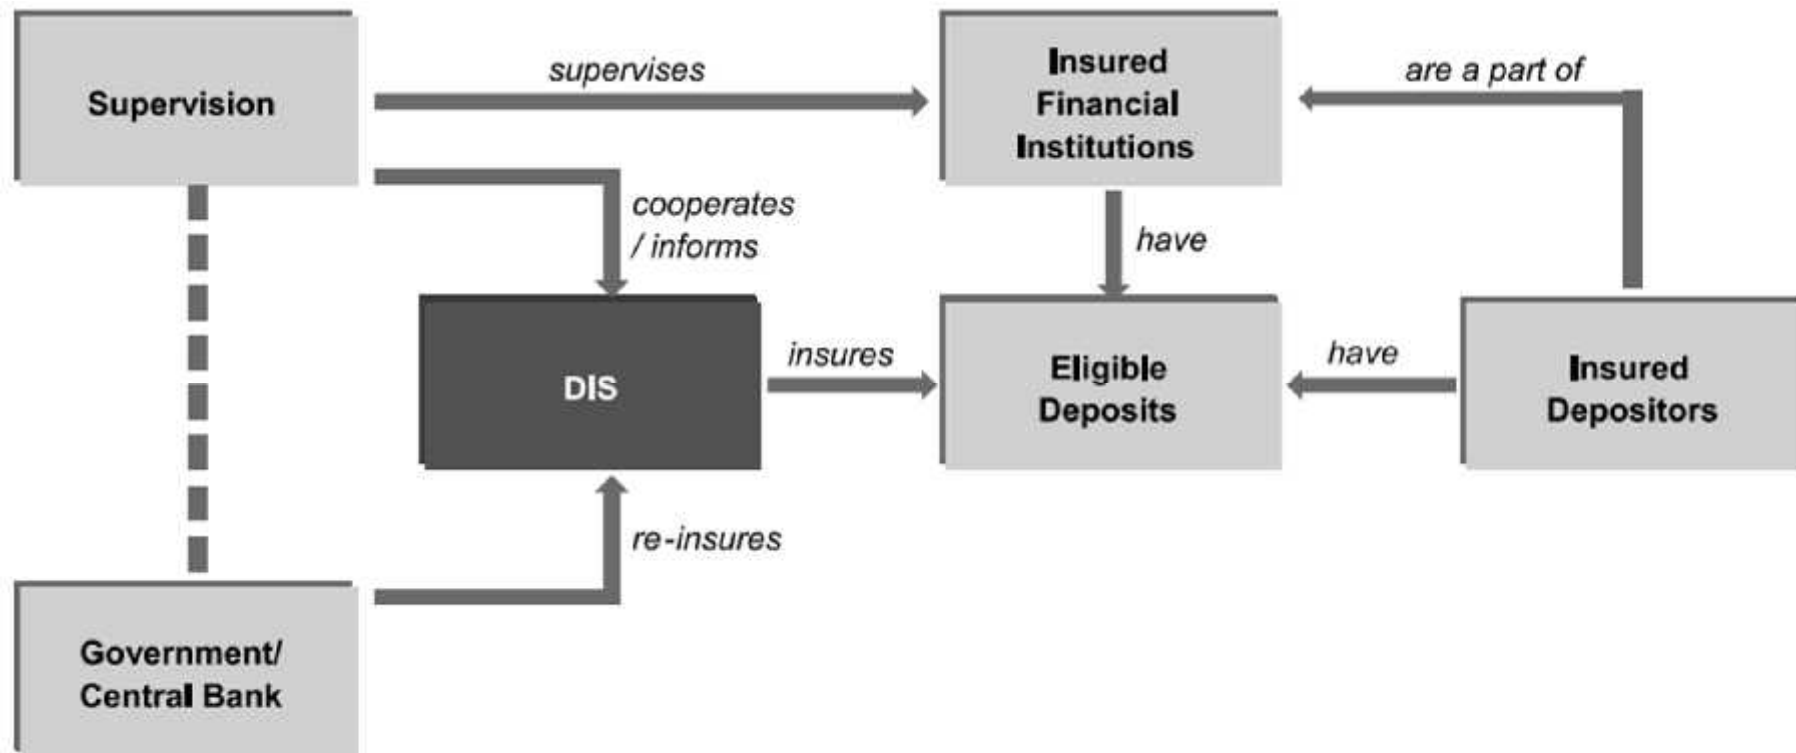 Supervision
supervises
Insured
Financial
Institutions
are a part of
cooperates
/ informs
have
DIS
insures
Eligible
Deposits
have
Insured
Depositors
re-insures
Government/
Central Bank